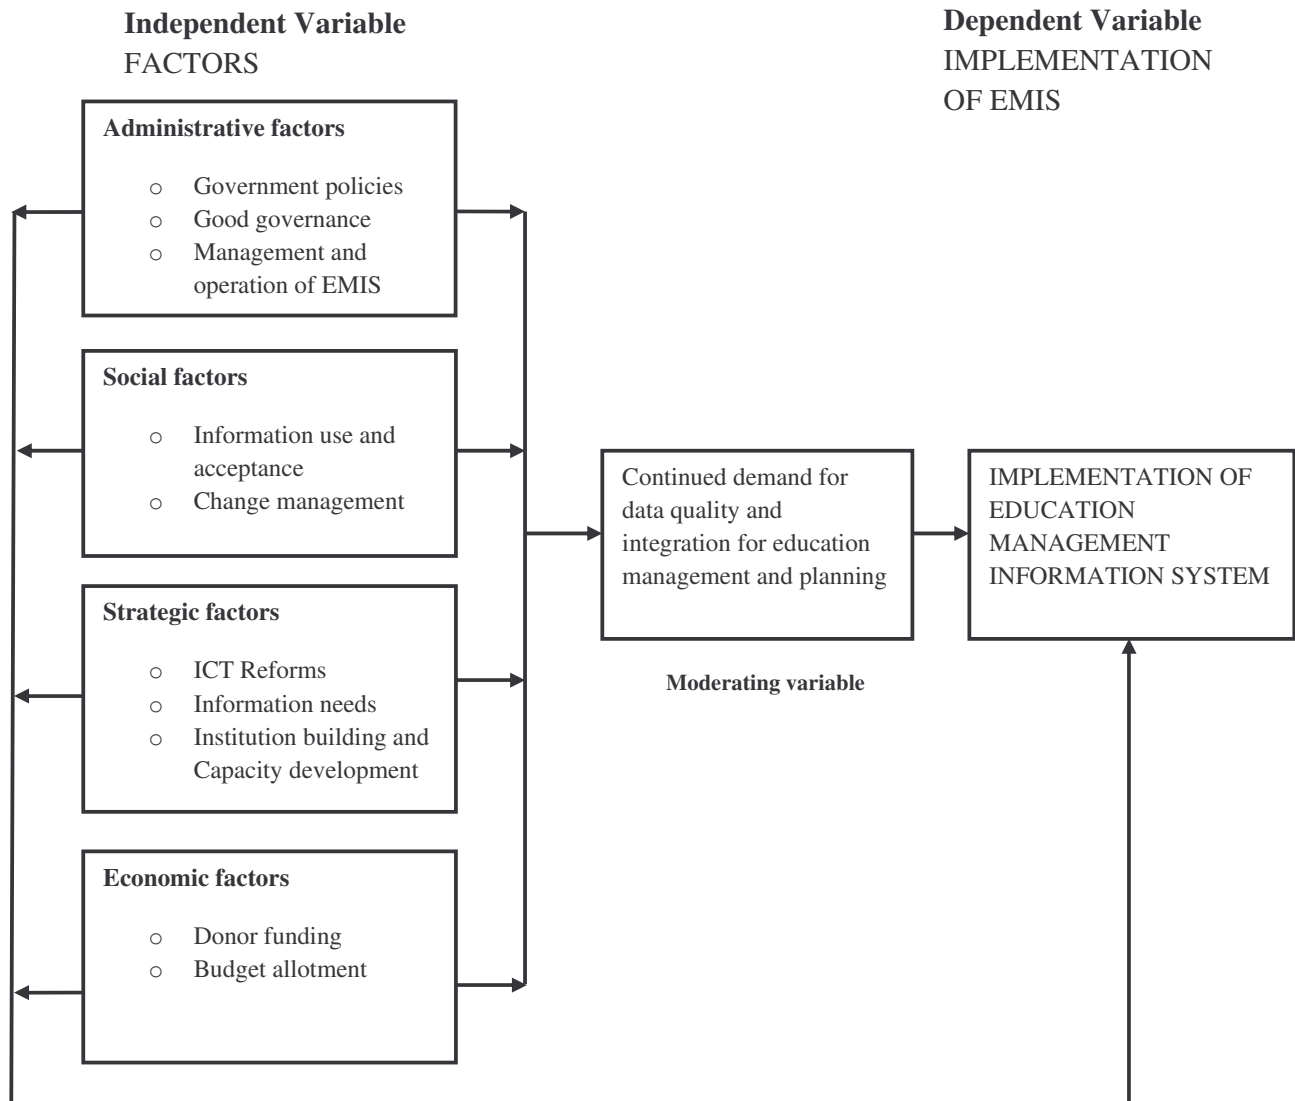 Independent Variable
FACTORS
Dependent Variable
IMPLEMENTATION
OF EMIS
Administrative factors
o Government policies
o Good governance
o Management and
operation of EMIS
Social factors
o Information use and
acceptance
o Change management
Strategic factors
o ICT Reforms
o Information needs
o Institution building and
Capacity development
Economic factors
o Donor funding
o Budget allotment
Continued demand for
data quality and
integration for education
management and planning
Moderating variable
IMPLEMENTATION OF
EDUCATION
MANAGEMENT
INFORMATION SYSTEM